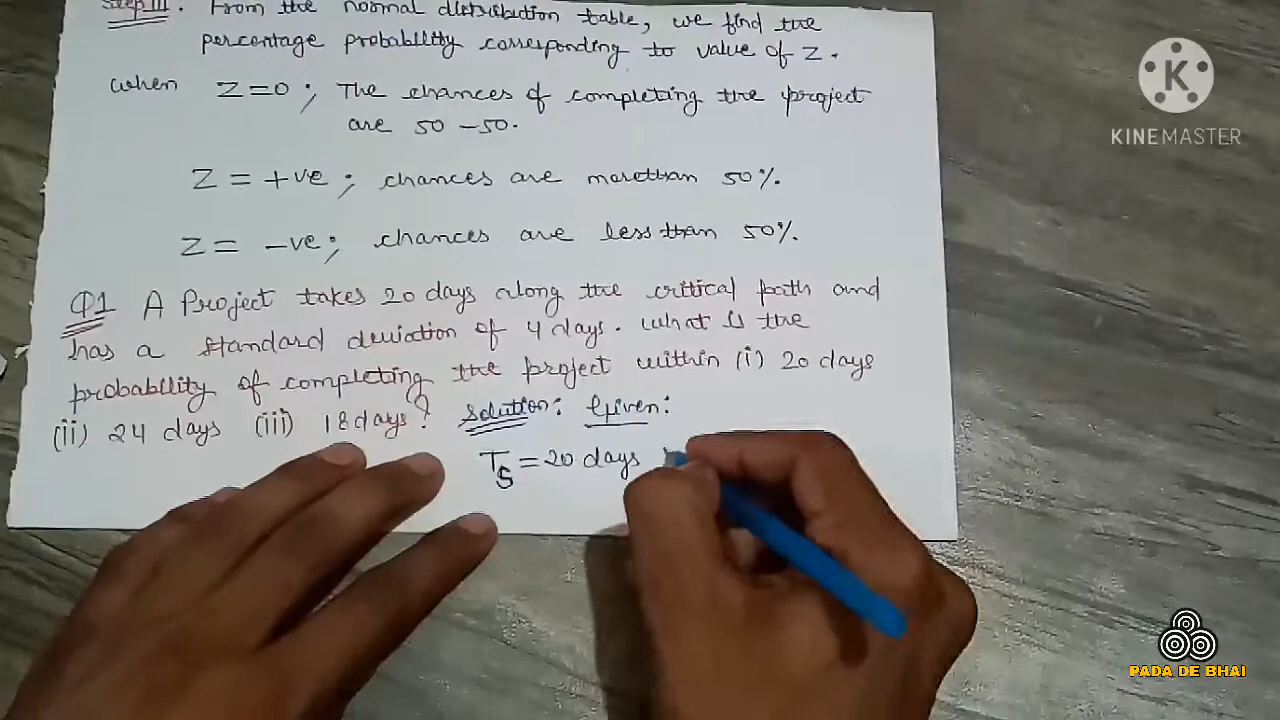 Step III. From the normal distribution table, we find the
percentage probability corresponding to value of Z.
when Z=0; The chances of completing the project
are 50-50.
Z = +ve; chances are morethan 50%.
Z = -ve; chances are less than 50%.
Q1 A Project takes 20 days along the critical path and
has a standard deviation of 4 days. What is the
probability of completing the project within (i) 20 days
(ii) 24 days (iii) 18 days? Solution: Given:
TS = 20 days
K
KINEMASTER
PADA DE BHAI